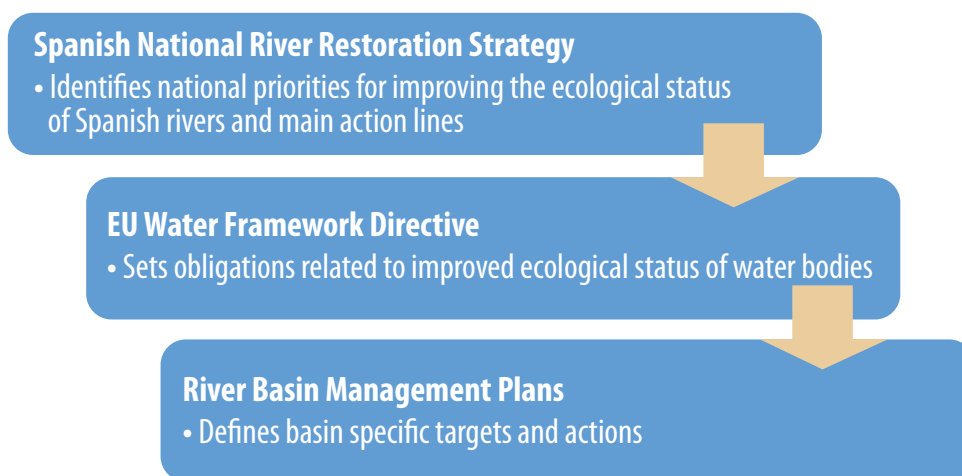 Spanish National River Restoration Strategy
• Identifies national priorities for improving the ecological status
of Spanish rivers and main action lines
EU Water Framework Directive
• Sets obligations related to improved ecological status of water bodies
River Basin Management Plans
• Defines basin specific targets and actions